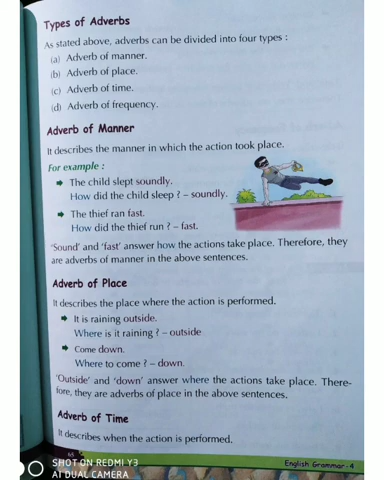 Types of Adverbs
As stated above, adverbs can be divided into four types :
(a) Adverb of manner.
(b) Adverb of place.
(c) Adverb of time.
(d) Adverb of frequency.
Adverb of Manner
It describes the manner in which the action took place.
For example :
The child slept soundly.
How did the child sleep ? – soundly.
The thief ran fast.
How did the thief run ? – fast.
'Sound' and 'fast' answer how the actions take place. Therefore, they
are adverbs of manner in the above sentences.
Adverb of Place
It describes the place where the action is performed.
It is raining outside.
Where is it raining ? – outside.
Come down.
Where to come ? – down.
'Outside' and 'down' answer where the actions take place. There-
fore, they are adverbs of place in the above sentences.
Adverb of Time
It describes when the action is performed.
65
English Grammar-4
SHOT ON REDMI Y3
AI DUAL CAMERA